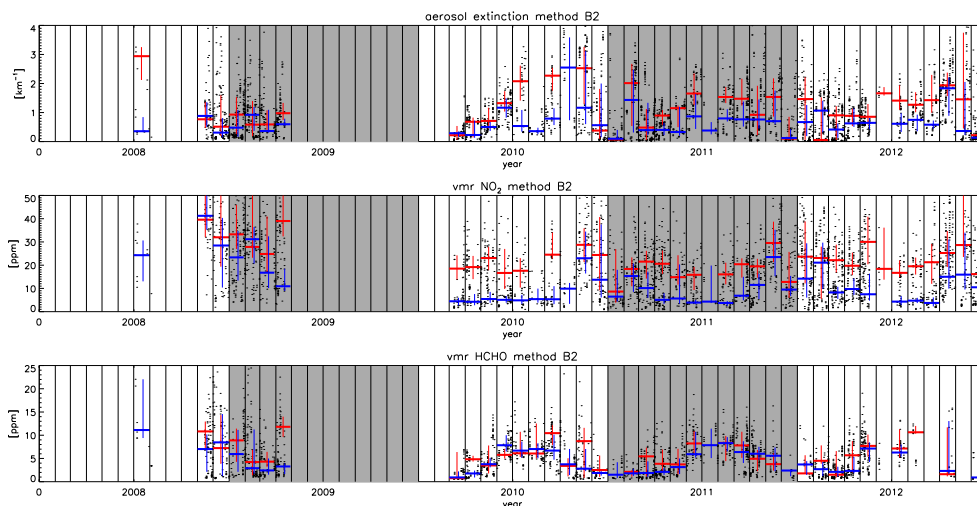 aerosol extinction method B2
4
3
2
1
0
[km⁻¹]
0 2008 2009 2010 2011 2012
year
vmr NO₂ method B2
50
40
30
20
10
0
[ppm]
0 2008 2009 2010 2011 2012
year
vmr HCHO method B2
25
20
15
10
5
0
[ppm]
0 2008 2009 2010 2011 2012
year